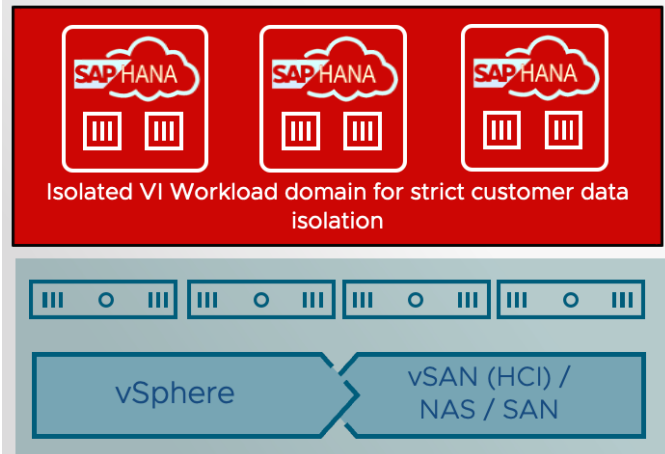 SAP HANA
SAP HANA
SAP HANA
Isolated VI Workload domain for strict customer data
isolation
vSphere
vSAN (HCI) /
NAS / SAN